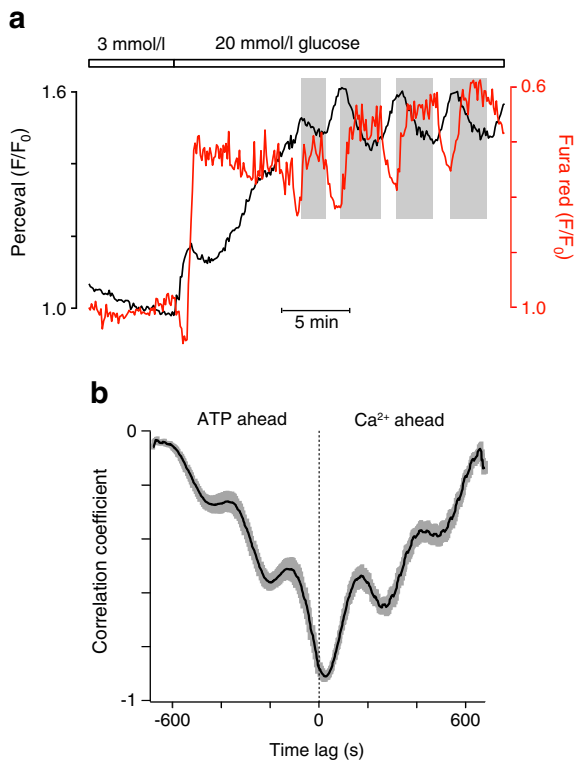 a
3 mmol/l 20 mmol/l glucose
1.6
1.0
Perceval (F/F0)
0.6
1.0
Fura red (F/F0)
5 min
b
ATP ahead Ca²⁺ ahead
0
-1
Correlation coefficient
-600 0 600
Time lag (s)